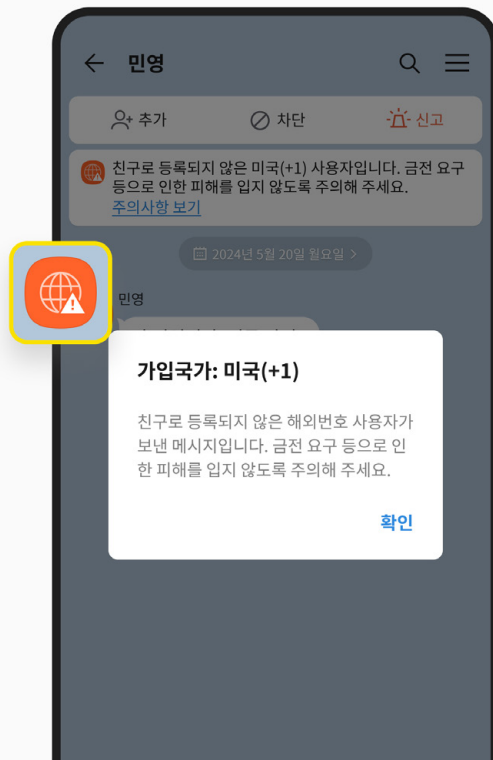 민영
추가 차단 신고
친구로 등록되지 않은 미국(+1) 사용자입니다. 금전 요구
등으로 인한 피해를 입지 않도록 주의해 주세요.
주의사항 보기
2024년 5월 20일 월요일 >
민영
가입국가: 미국(+1)
친구로 등록되지 않은 해외번호 사용자가
보낸 메시지입니다. 금전 요구 등으로 인
한 피해를 입지 않도록 주의해 주세요.
확인